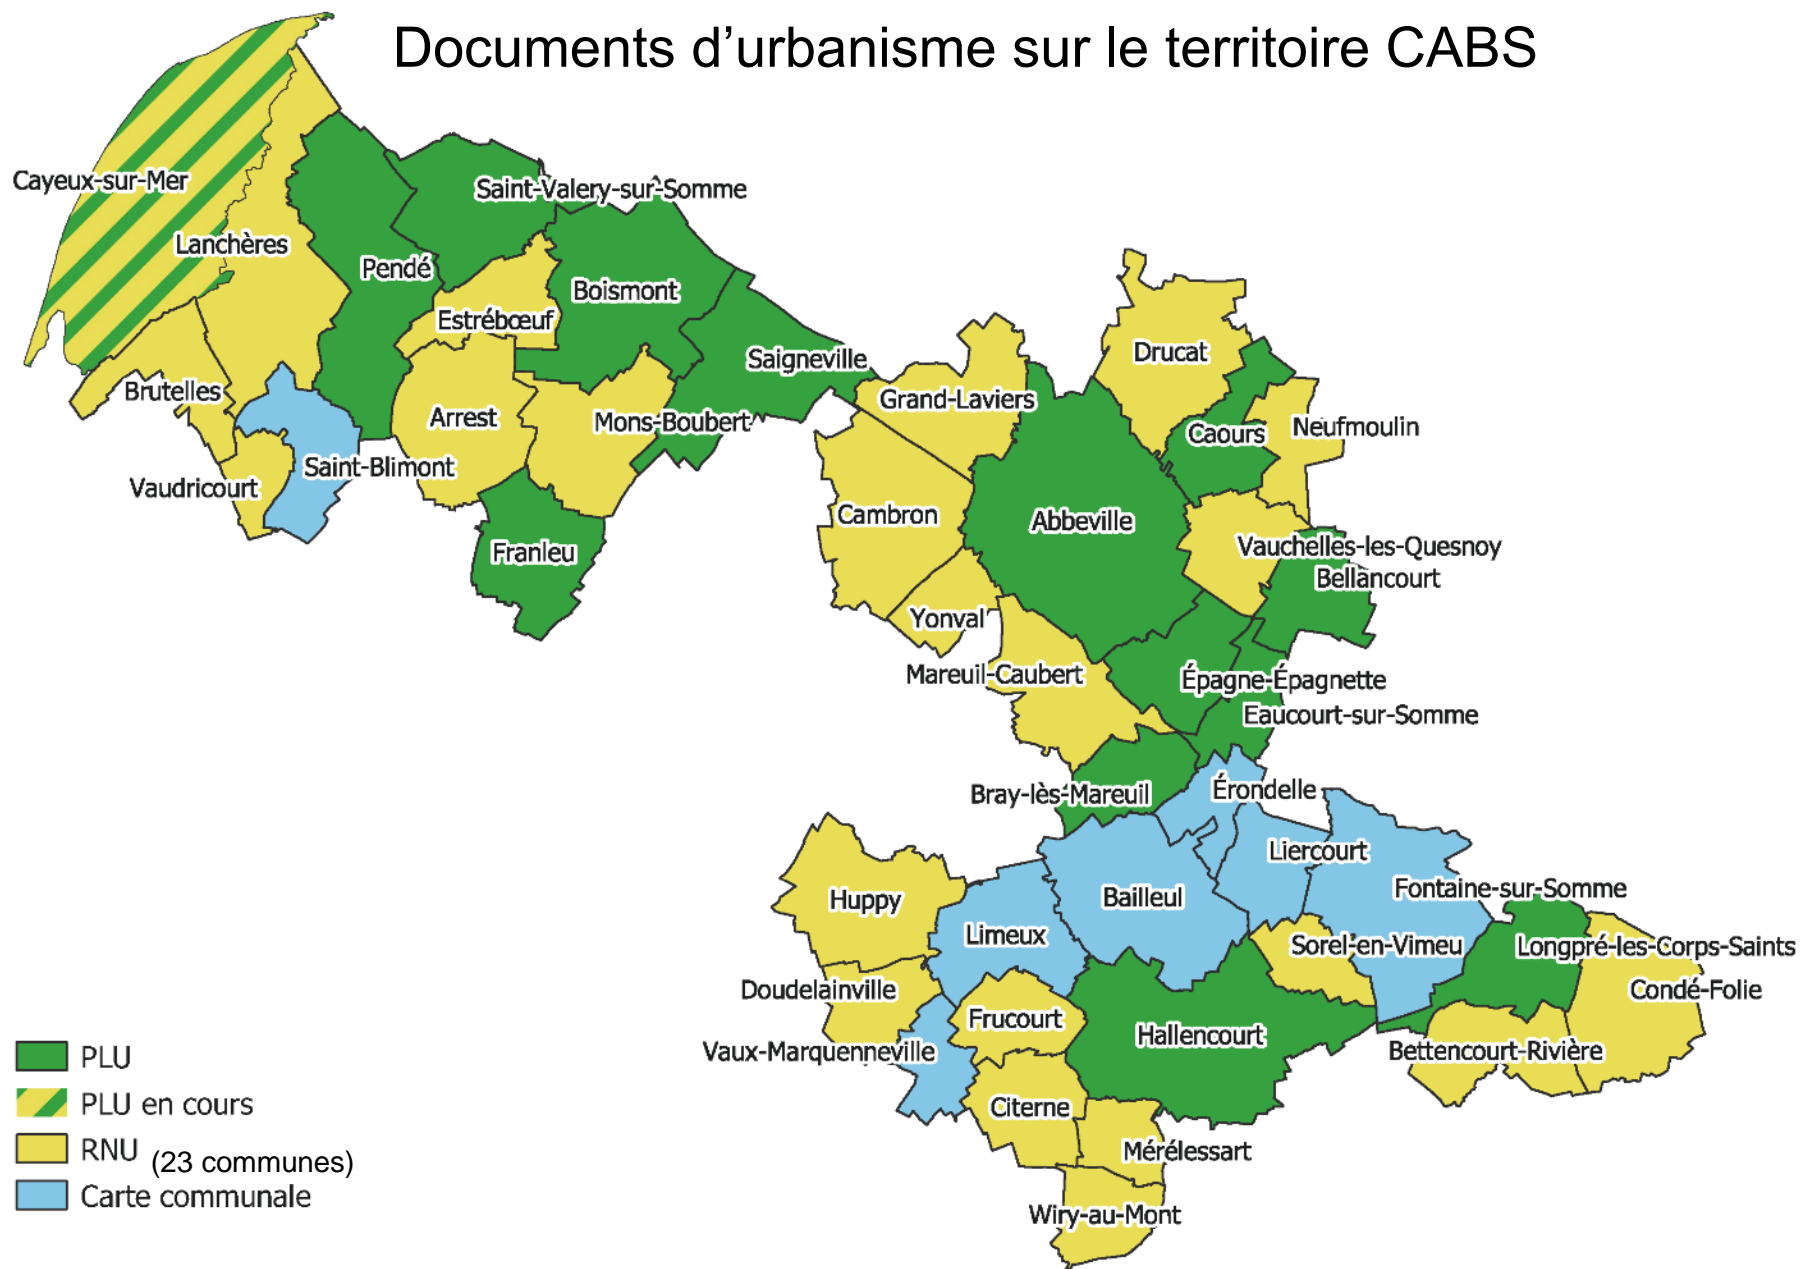 Documents d’urbanisme sur le territoire CABS
Cayeux-sur-Mer
Saint-Valery-sur-Somme
Lanchères
Pendé
Boismont
Estrébœuf
Saigneville
Drucat
Brutelles
Arrest
Mons-Boubert
Grand-Laviers
Caours
Neufmoulin
Saint-Blimont
Vaudricourt
Cambron
Abbeville
Franleu
Vauchelles-les-Quesnoy
Bellancourt
Yonval
Mareuil-Caubert
Épagne-Épagnette
Eaucourt-sur-Somme
Bray-lès-Mareuil
Érondelle
Liercourt
Huppy
Bailleul
Fontaine-sur-Somme
Limeux
Sorel-en-Vimeu
Longpré-les-Corps-Saints
Doudelainville
Condé-Folie
Frucourt
Hallencourt
Vaux-Marquenneville
Bettencourt-Rivière
Citerne
Mérélessart
Wiry-au-Mont
PLU
PLU en cours
RNU (23 communes)
Carte communale